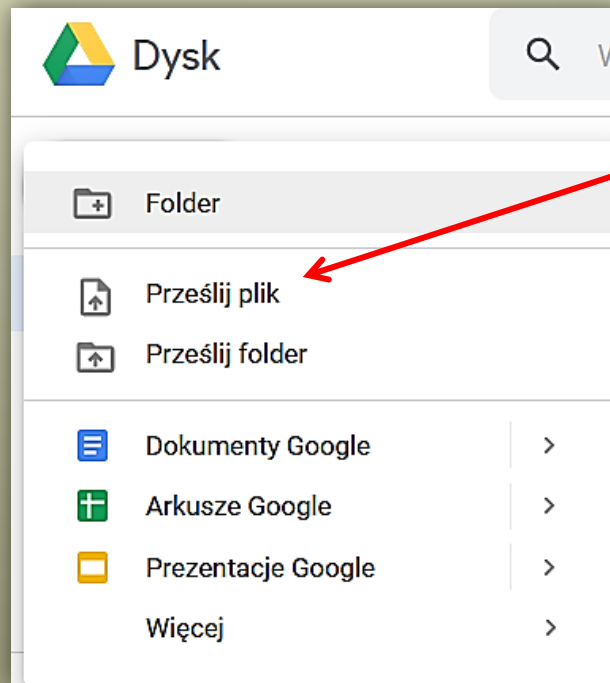 Dysk
Folder
Prześlij plik
Prześlij folder
Dokumenty Google
Arkusze Google
Prezentacje Google
Więcej